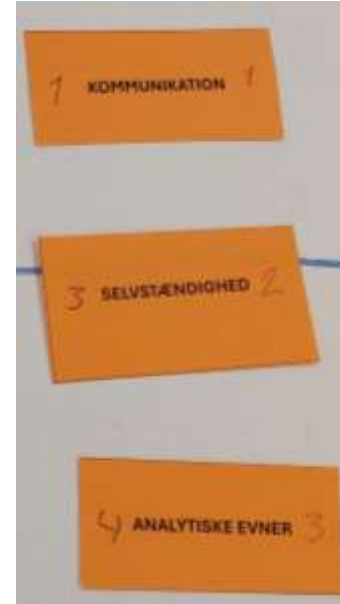 1 KOMMUNIKATION 1
3 SELVSTÆNDIGHED 2
4 ANALYTISKE EVNER 3